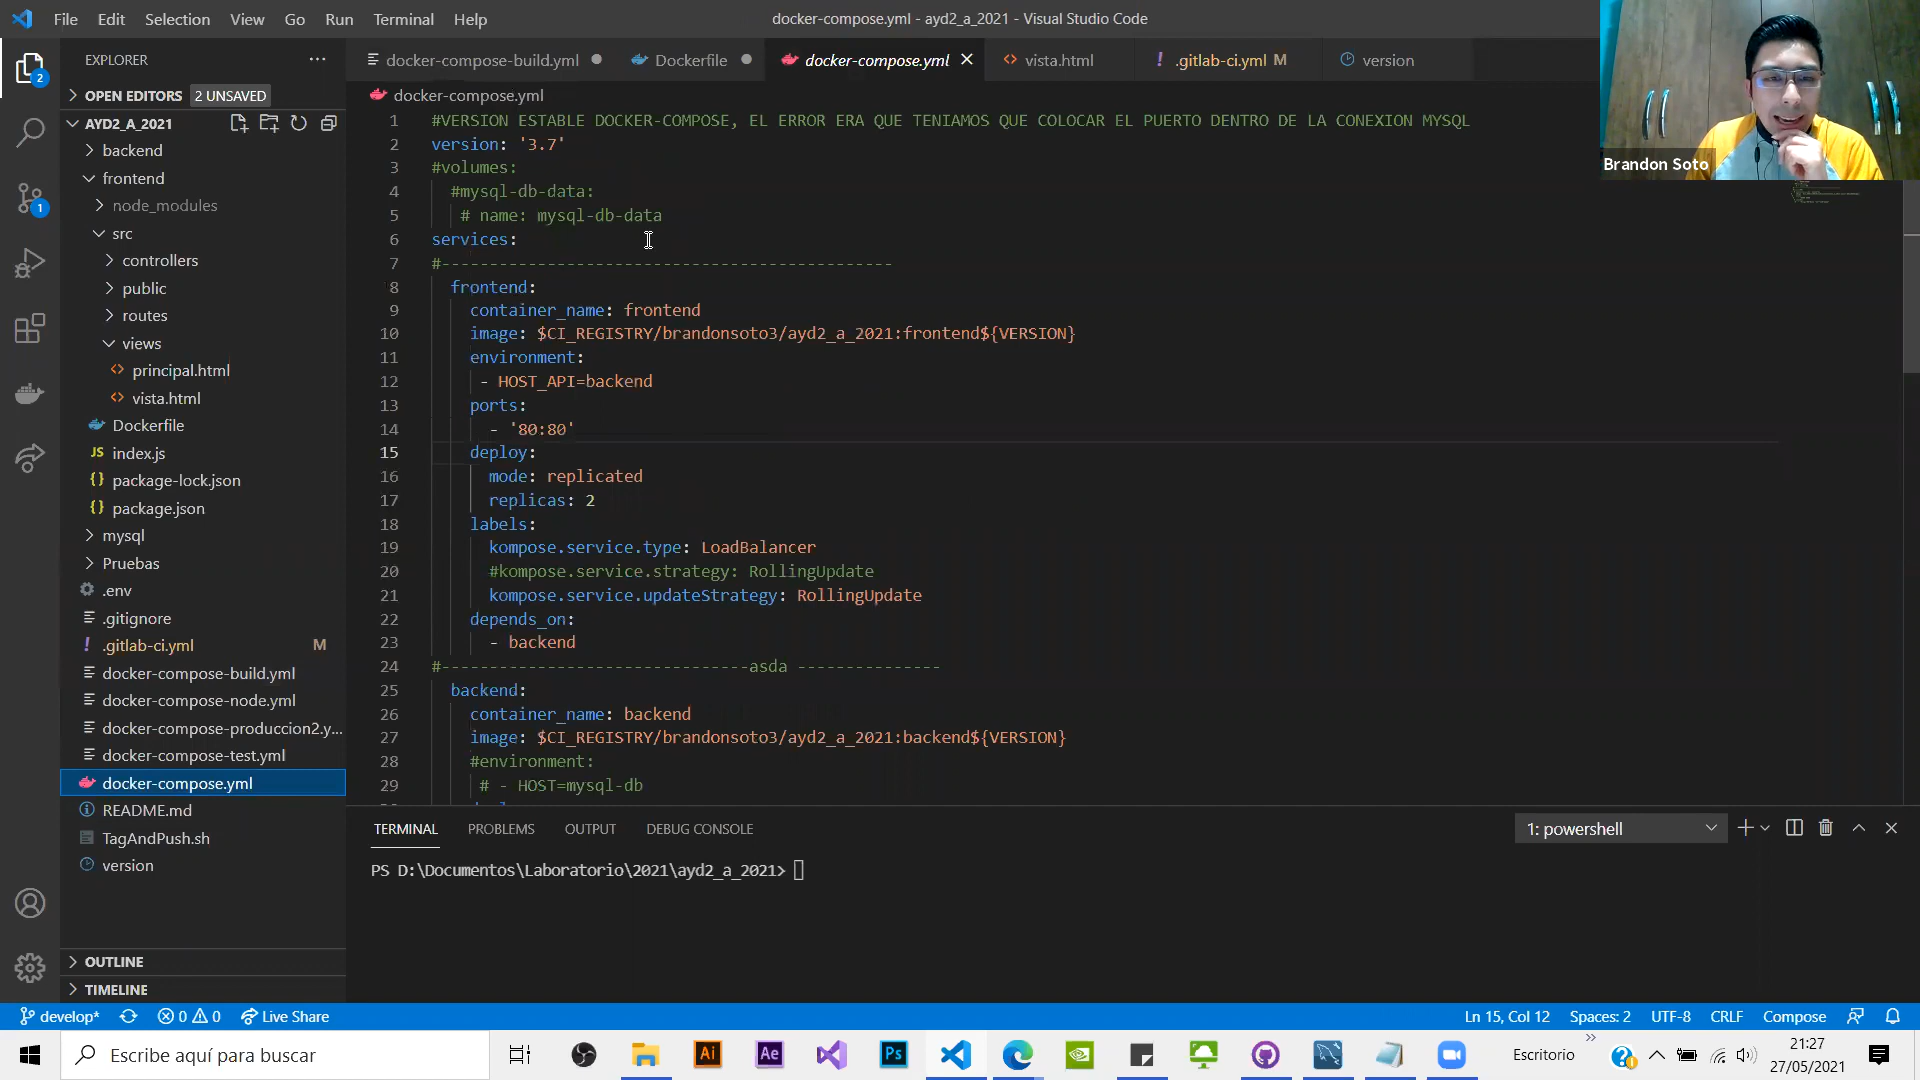 File Edit Selection View Go Run Terminal Help
docker-compose.yml - ayd2_a_2021 - Visual Studio Code
EXPLORER
docker-compose-build.yml
Dockerfile
docker-compose.yml
vista.html
.gitlab-ci.yml M
version
OPEN EDITORS 2 UNSAVED
AYD2_A_2021
backend
frontend
node_modules
src
controllers
public
routes
views
principal.html
vista.html
Dockerfile
index.js
package-lock.json
package.json
mysql
Pruebas
.env
.gitignore
.gitlab-ci.yml M
docker-compose-build.yml
docker-compose-node.yml
docker-compose-produccion2.y...
docker-compose-test.yml
docker-compose.yml
README.md
TagAndPush.sh
version
OUTLINE
TIMELINE
docker-compose.yml
1 #VERSION ESTABLE DOCKER-COMPOSE, EL ERROR ERA QUE TENIAMOS QUE COLOCAR EL PUERTO DENTRO DE LA CONEXION MYSQL
2 version: '3.7'
3 #volumes:
4 #mysql-db-data:
5 # name: mysql-db-data
6 services:
7 #-----------------------------------------------
8 frontend:
9 container_name: frontend
10 image: $CI_REGISTRY/brandonsoto3/ayd2_a_2021:frontend${VERSION}
11 environment:
12 - HOST_API=backend
13 ports:
14 - '80:80'
15 deploy:
16 mode: replicated
17 replicas: 2
18 labels:
19 kompose.service.type: LoadBalancer
20 #kompose.service.strategy: RollingUpdate
21 kompose.service.updateStrategy: RollingUpdate
22 depends_on:
23 - backend
24 #--------------------------------asda ---------------
25 backend:
26 container_name: backend
27 image: $CI_REGISTRY/brandonsoto3/ayd2_a_2021:backend${VERSION}
28 #environment:
29 # - HOST=mysql-db
Brandon Soto
TERMINAL PROBLEMS OUTPUT DEBUG CONSOLE
1: powershell
PS D:\Documentos\Laboratorio\2021\ayd2_a_2021>
develop* 0 0 Live Share
Ln 15, Col 12 Spaces: 2 UTF-8 CRLF Compose
Escribe aquí para buscar
Escritorio
21:27
27/05/2021